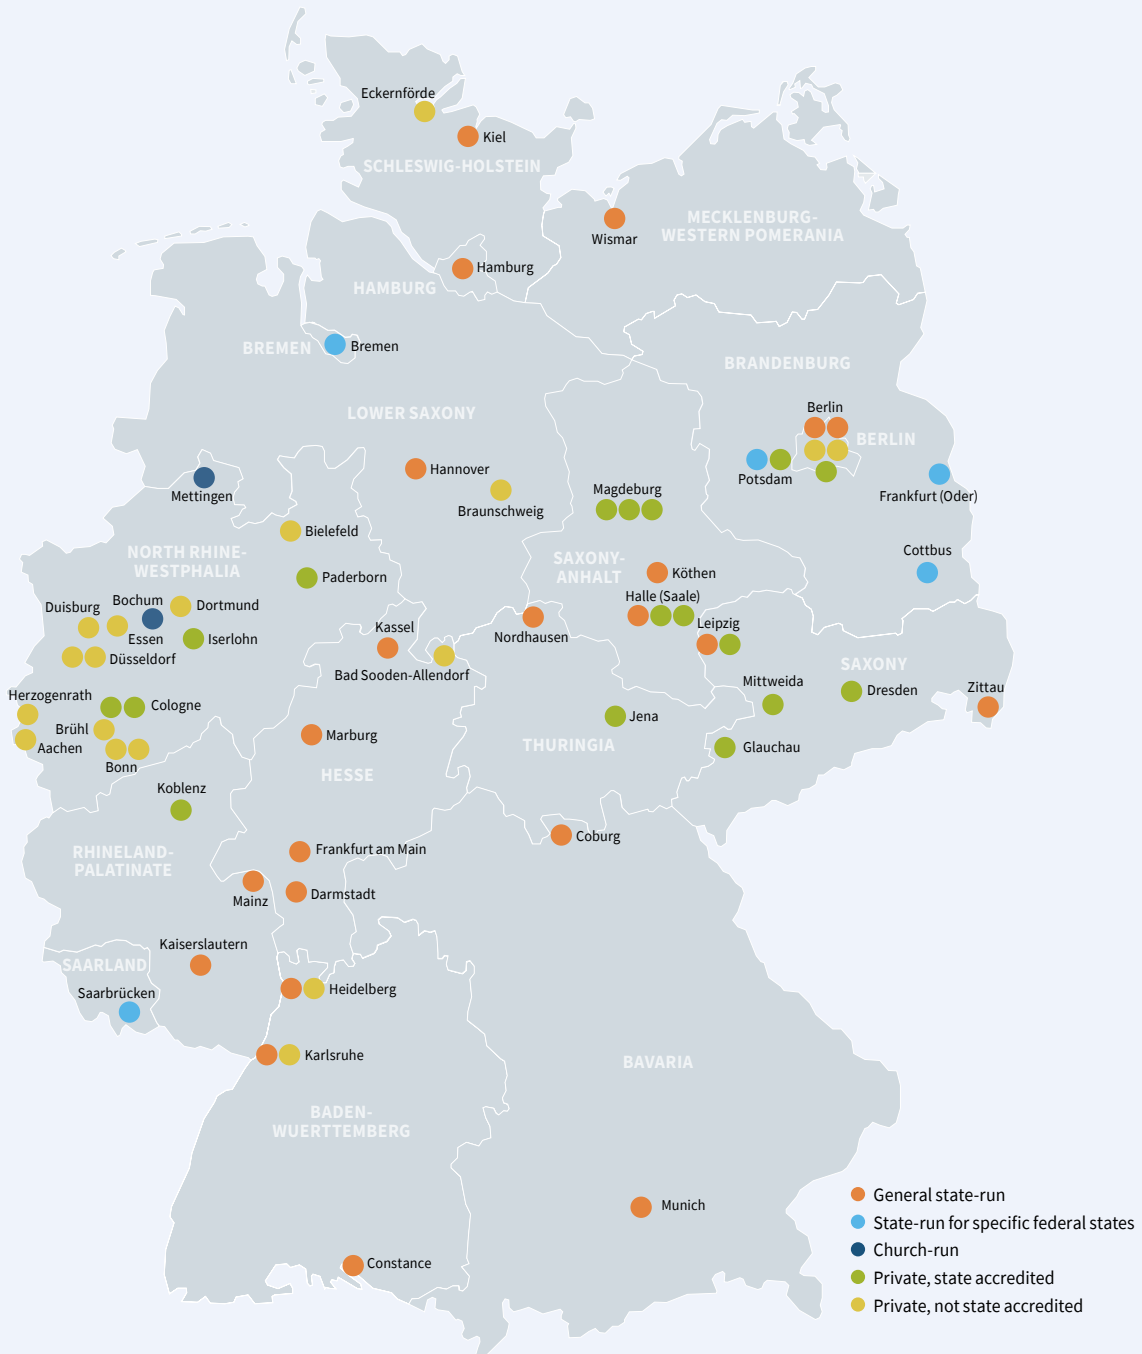 Eckernförde
Kiel
SCHLESWIG-HOLSTEIN
MECKLENBURG-
WESTERN POMERANIA
Wismar
Hamburg
HAMBURG
BREMEN
Bremen
BRANDENBURG
LOWER SAXONY
Berlin
BERLIN
Hannover
Potsdam
Mettingen
Magdeburg
Frankfurt (Oder)
Braunschweig
Bielefeld
NORTH RHINE-
WESTPHALIA
Cottbus
SAXONY-
ANHALT
Köthen
Paderborn
Halle (Saale)
Bochum
Dortmund
Duisburg
Essen
Iserlohn
Leipzig
Kassel
Nordhausen
Düsseldorf
SAXONY
Bad Sooden-Allendorf
Mittweida
Dresden
Zittau
Herzogenrath
Cologne
Jena
Brühl
Aachen
Marburg
THURINGIA
Glauchau
Bonn
HESSE
Koblenz
Coburg
RHINELAND-
PALATINATE
Frankfurt am Main
Mainz
Darmstadt
Kaiserslautern
SAARLAND
Saarbrücken
Heidelberg
Karlsruhe
BAVARIA
BADEN-
WUERTTEMBERG
Munich
Constance
General state-run
State-run for specific federal states
Church-run
Private, state accredited
Private, not state accredited